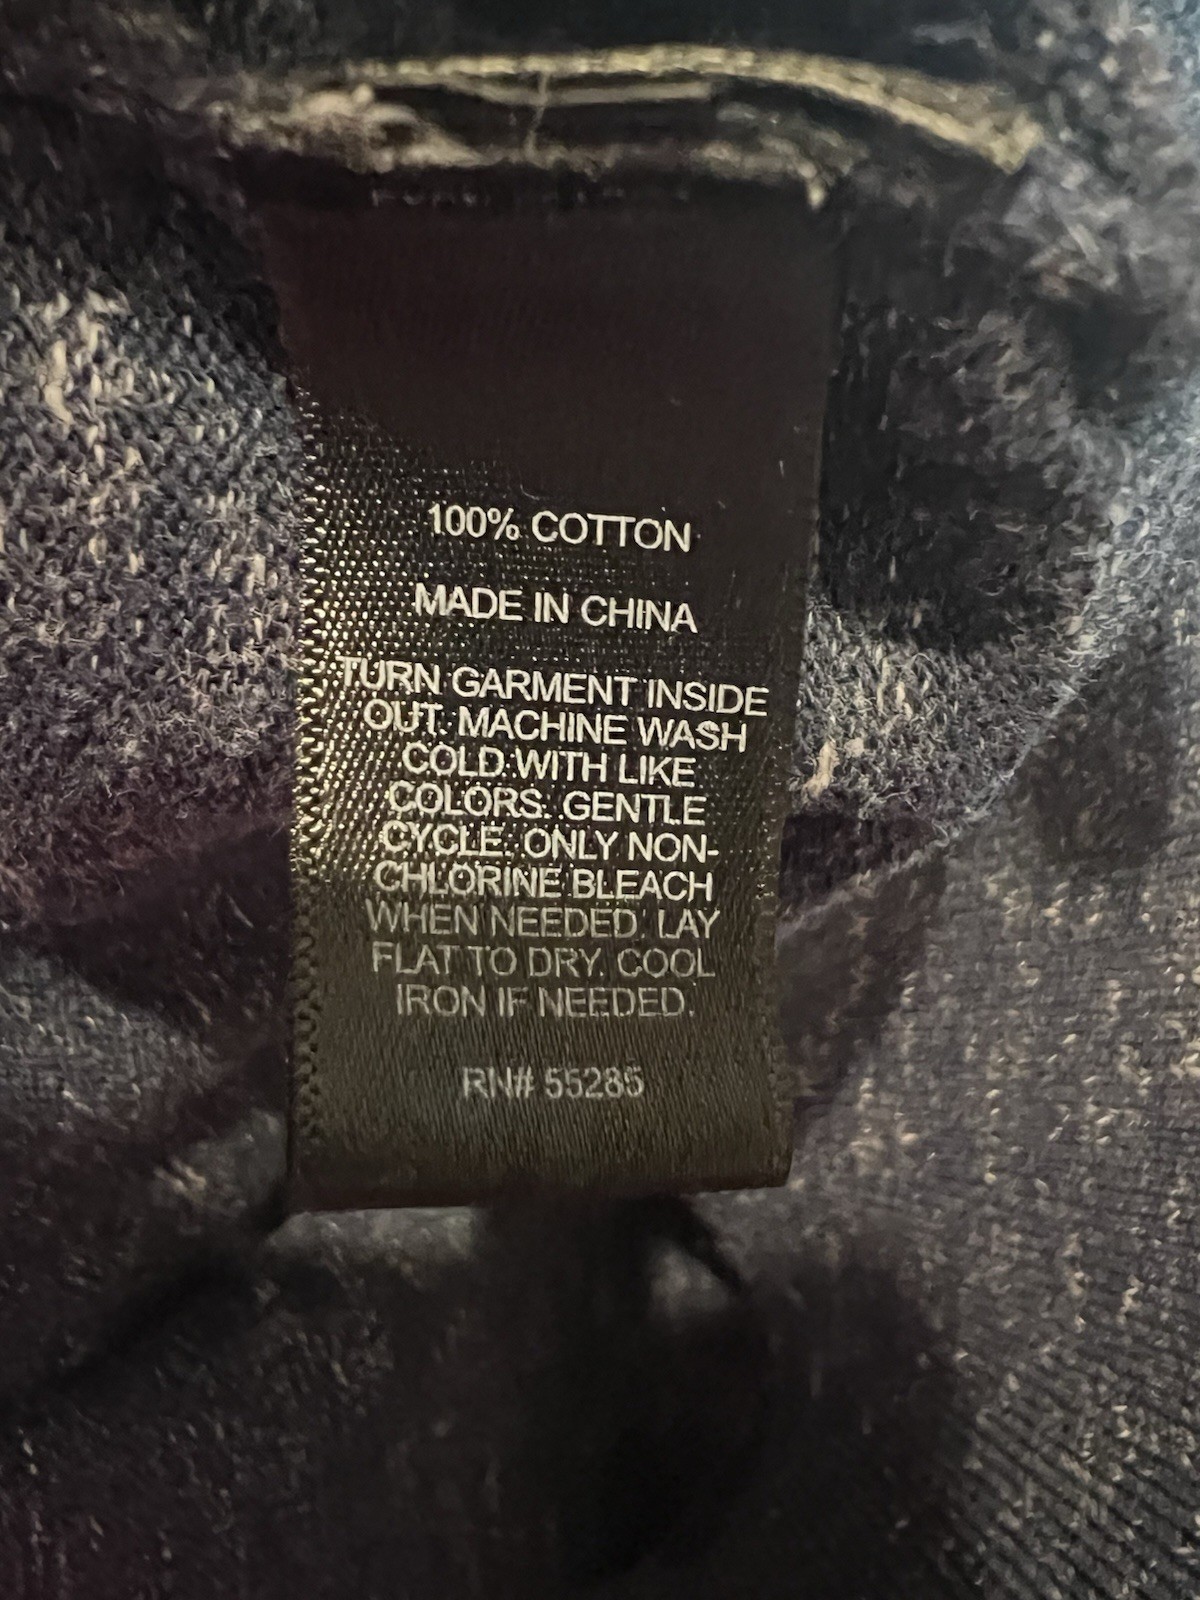 100% COTTON
MADE IN CHINA
TURN GARMENT INSIDE
OUT. MACHINE WASH
COLD WITH LIKE
COLORS. GENTLE
CYCLE. ONLY NON-
CHLORINE BLEACH
WHEN NEEDED. LAY
FLAT TO DRY. COOL
IRON IF NEEDED.
RN# 55285